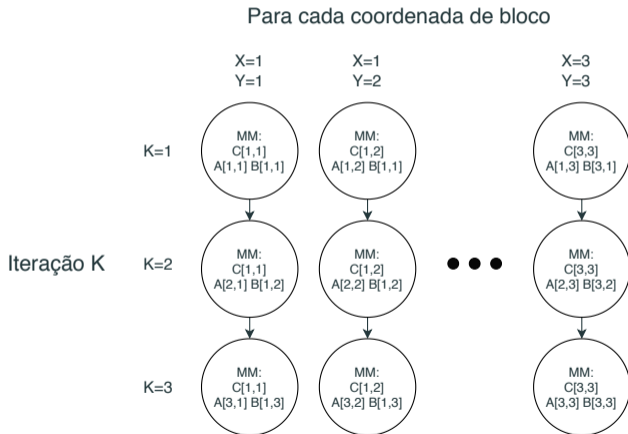 Para cada coordenada de bloco
X=1
Y=1
X=1
Y=2
X=3
Y=3
K=1
MM:
C[1,1]
A[1,1] B[1,1]
MM:
C[1,2]
A[1,2] B[1,1]
MM:
C[3,3]
A[1,3] B[3,1]
Iteração K
K=2
MM:
C[1,1]
A[2,1] B[1,2]
MM:
C[1,2]
A[2,2] B[1,2]
MM:
C[3,3]
A[2,3] B[3,2]
K=3
MM:
C[1,1]
A[3,1] B[1,3]
MM:
C[1,2]
A[3,2] B[1,3]
MM:
C[3,3]
A[3,3] B[3,3]